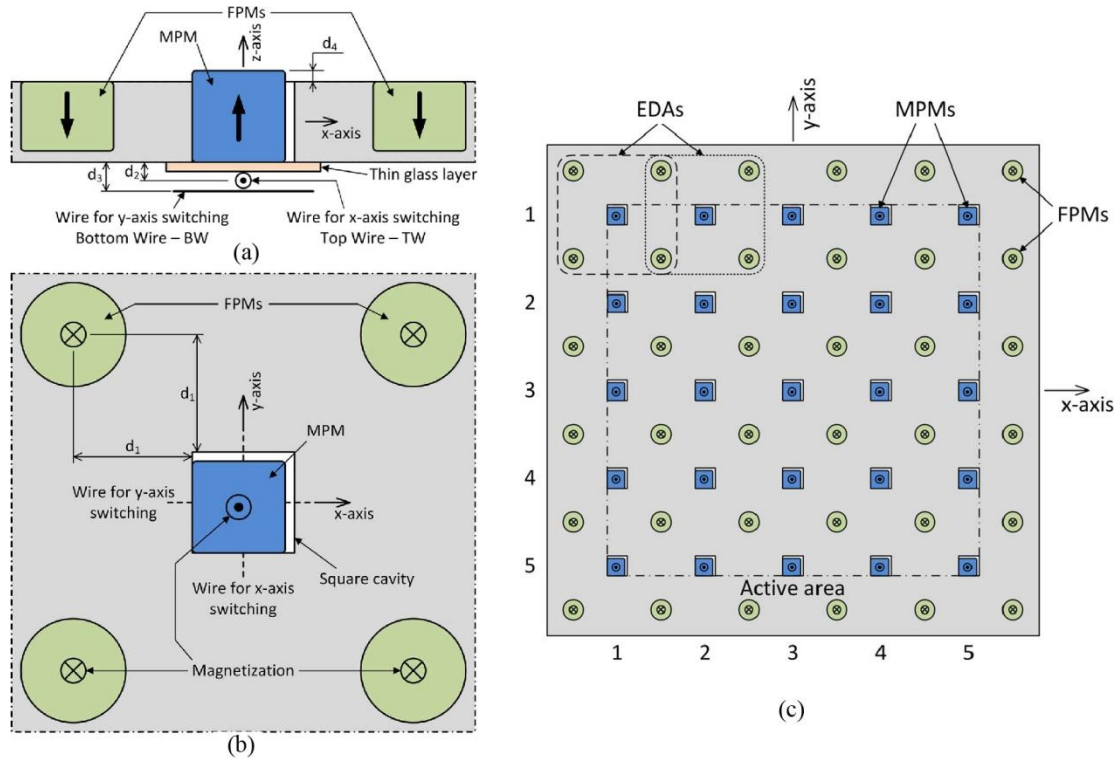 FPMs
MPM
z-axis
d4
x-axis
d3
d2
Thin glass layer
Wire for y-axis switching
Bottom Wire – BW
Wire for x-axis switching
Top Wire – TW
(a)
FPMs
d1
y-axis
d1
MPM
Wire for y-axis
switching
x-axis
Wire for x-axis
switching
Square cavity
Magnetization
(b)
EDAs
y-axis
MPMs
FPMs
1
2
3
x-axis
4
5
Active area
1 2 3 4 5
(c)